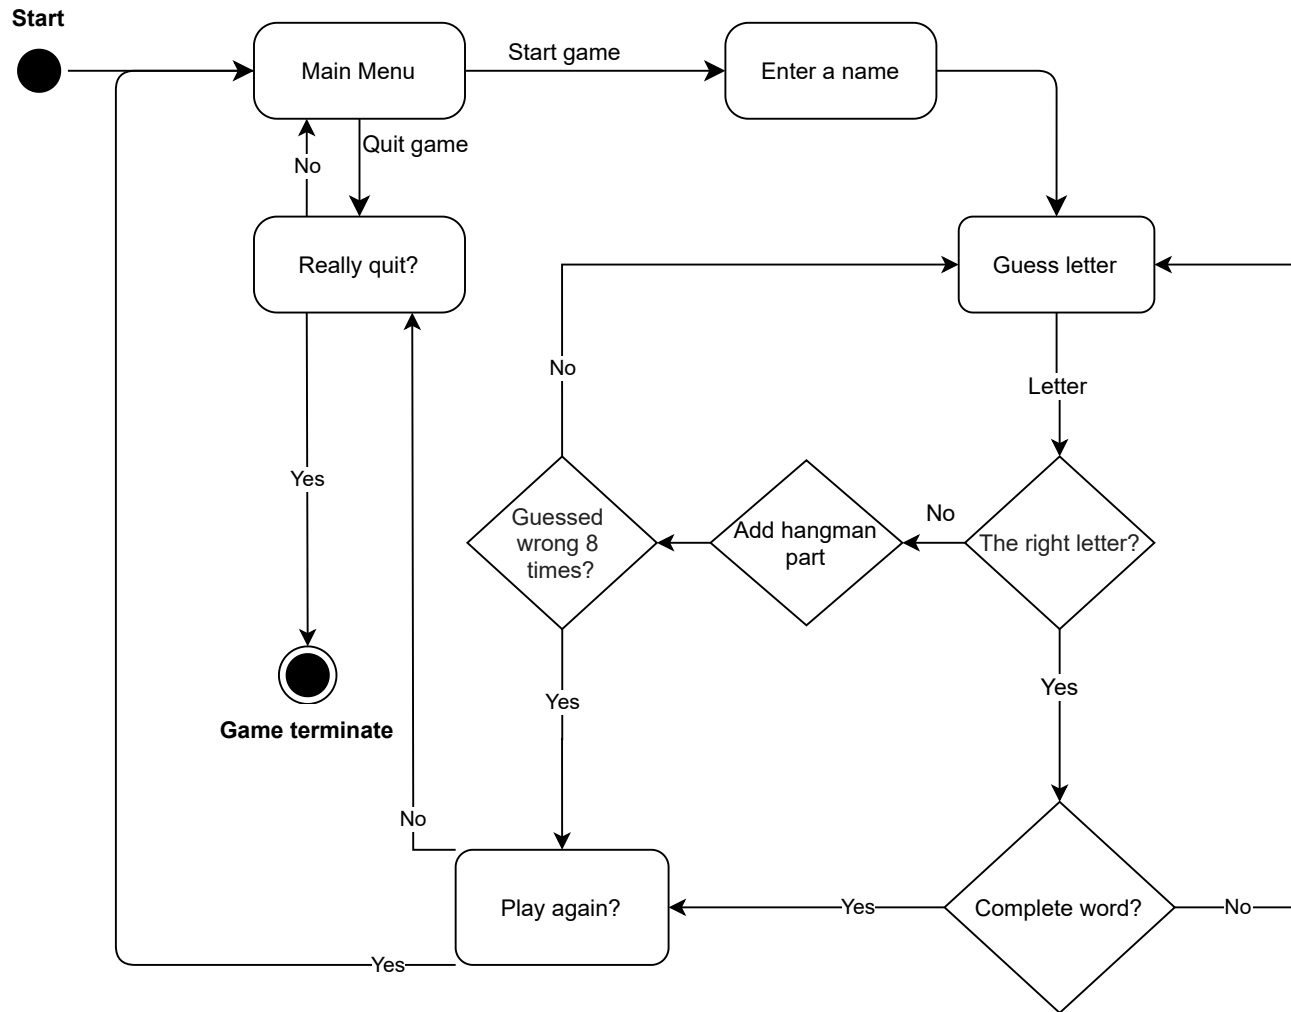 Start
Main Menu
Start game
Enter a name
Quit game
No
Really quit?
Guess letter
No
Letter
Yes
Guessed
wrong 8
times?
Add hangman
part
No
The right letter?
Yes
Yes
Game terminate
No
Play again?
Yes
Complete word?
No
Yes